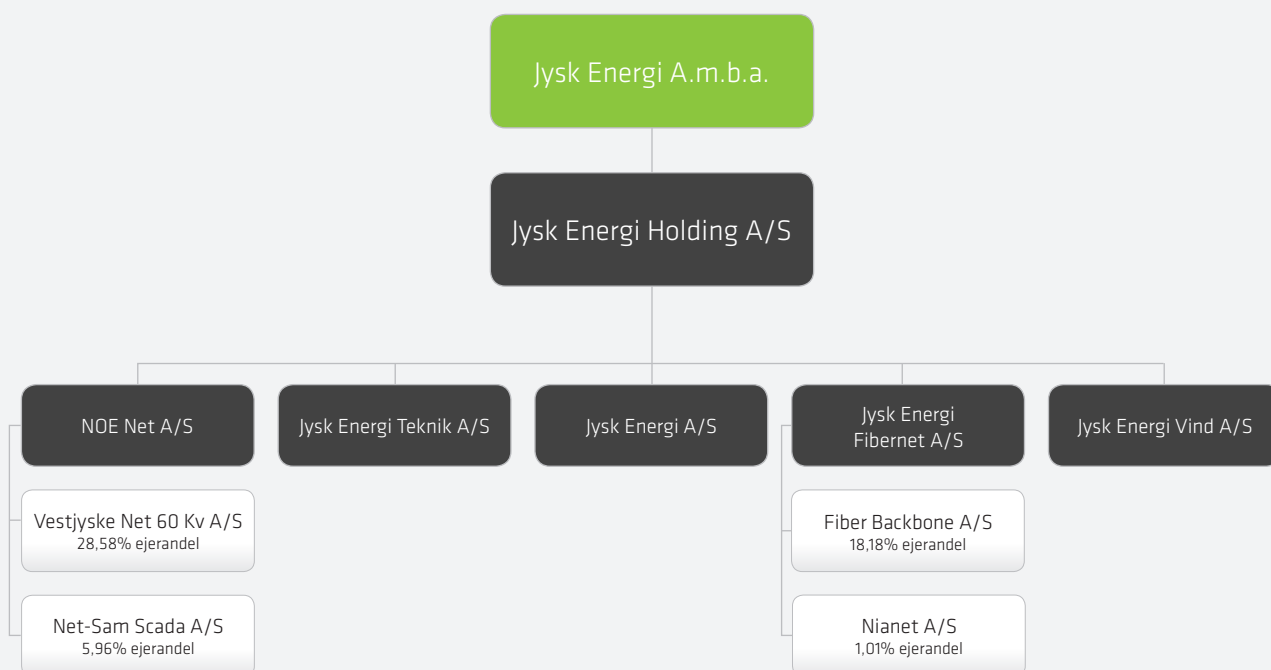 Jysk Energi A.m.b.a.
Jysk Energi Holding A/S
NOE Net A/S
Jysk Energi Teknik A/S
Jysk Energi A/S
Jysk Energi
Fibernet A/S
Jysk Energi Vind A/S
Vestjyske Net 60 Kv A/S
28,58% ejerandel
Fiber Backbone A/S
18,18% ejerandel
Net-Sam Scada A/S
5,96% ejerandel
Nianet A/S
1,01% ejerandel